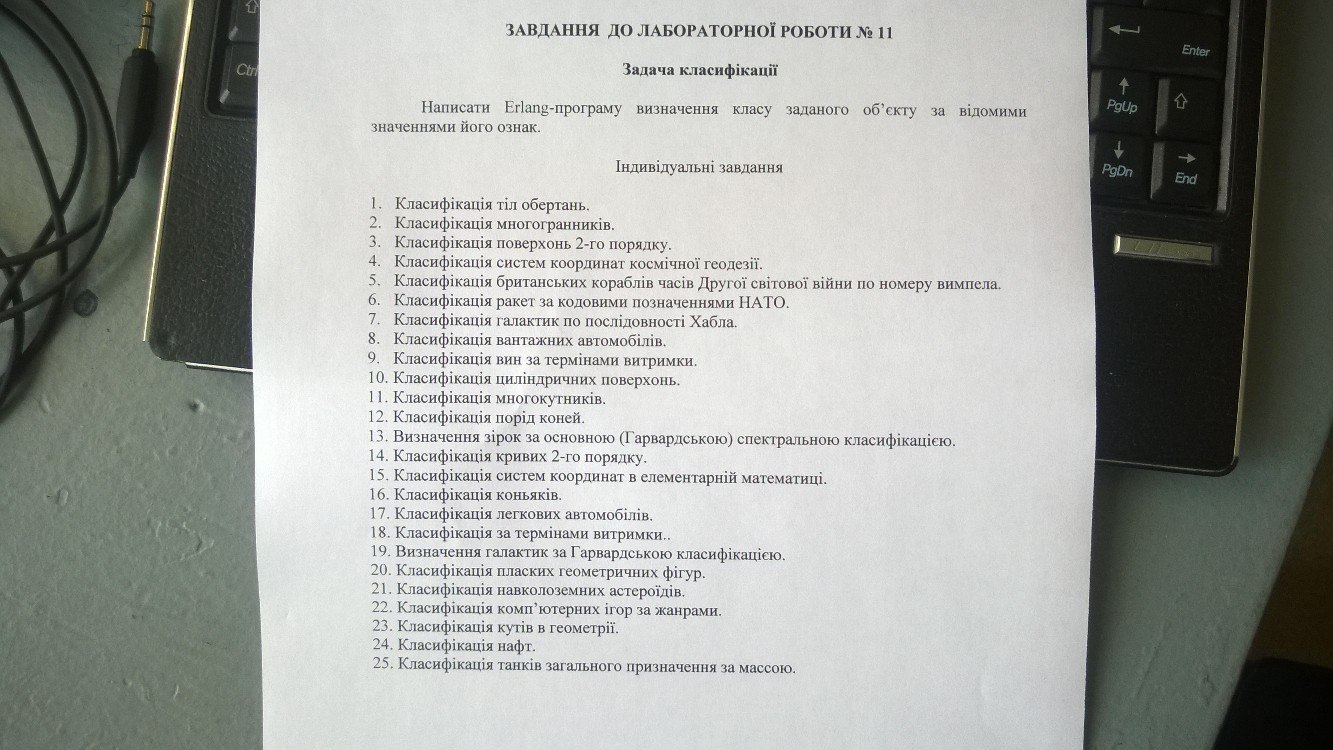 ЗАВДАННЯ ДО ЛАБОРАТОРНОЇ РОБОТИ № 11
Задача класифікації
Написати Erlang-програму визначення класу заданого об’єкту за відомими
значеннями його ознак.
Індивідуальні завдання
1. Класифікація тіл обертань.
2. Класифікація многогранників.
3. Класифікація поверхонь 2-го порядку.
4. Класифікація систем координат космічної геодезії.
5. Класифікація британських кораблів часів Другої світової війни по номеру вимпела.
6. Класифікація ракет за кодовими позначеннями НАТО.
7. Класифікація галактик по послідовності Хабла.
8. Класифікація вантажних автомобілів.
9. Класифікація вин за термінами витримки.
10. Класифікація циліндричних поверхонь.
11. Класифікація многокутників.
12. Класифікація порід коней.
13. Визначення зірок за основною (Гарвардською) спектральною класифікацією.
14. Класифікація кривих 2-го порядку.
15. Класифікація систем координат в елементарній математиці.
16. Класифікація коньяків.
17. Класифікація легкових автомобілів.
18. Класифікація за термінами витримки..
19. Визначення галактик за Гарвардською класифікацією.
20. Класифікація пласких геометричних фігур.
21. Класифікація навколоземних астероїдів.
22. Класифікація комп’ютерних ігор за жанрами.
23. Класифікація кутів в геометрії.
24. Класифікація нафт.
25. Класифікація танків загального призначення за массою.
Ctrl
Enter
PgUp
PgDn
End